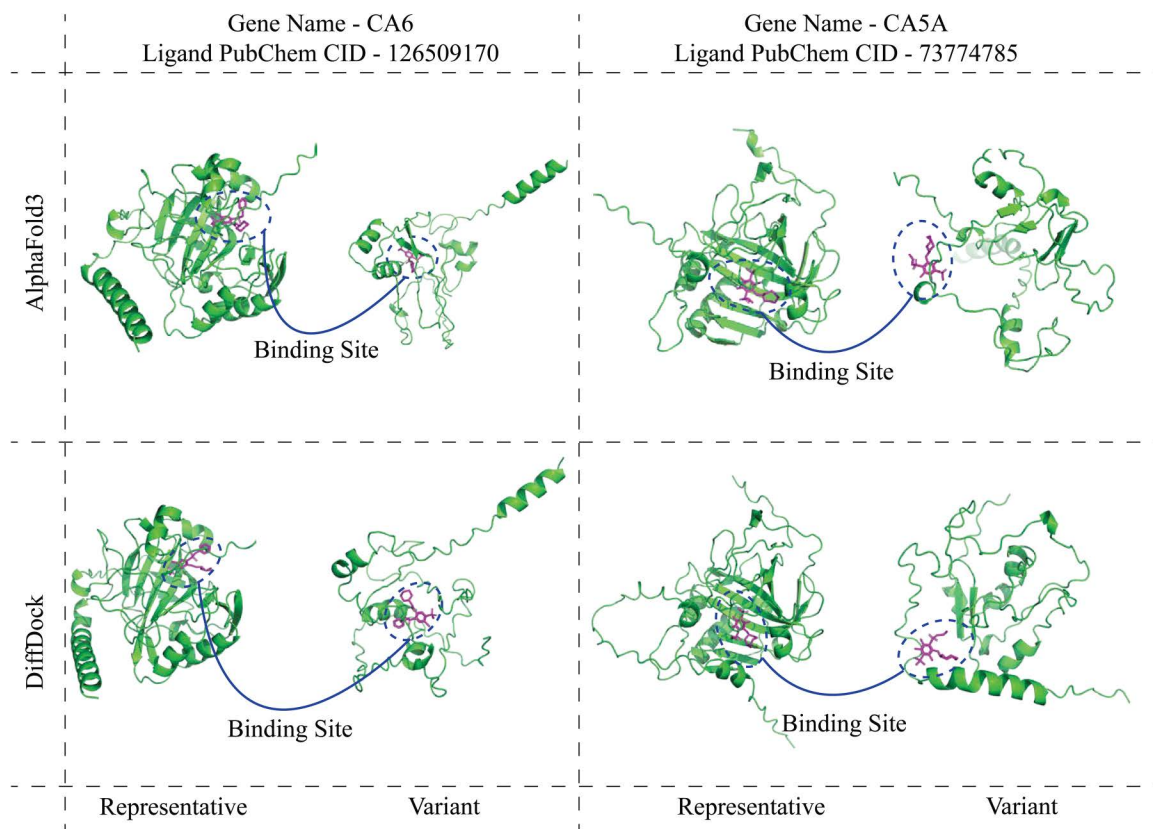 Gene Name - CA6
Ligand PubChem CID - 126509170
Gene Name - CA5A
Ligand PubChem CID - 73774785
AlphaFold3
Binding Site
Binding Site
DiffDock
Binding Site
Binding Site
Representative
Variant
Representative
Variant